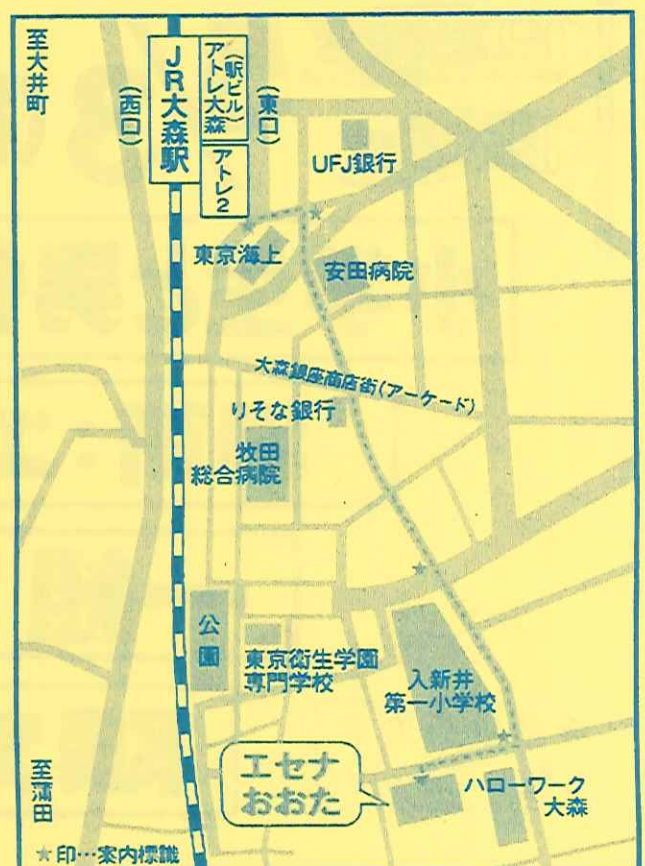 至大井町
(西口)
JR大森駅
(駅ビル)
アトレ大森
アトレ2
(東口)
UFJ銀行
東京海上
安田病院
大森銀座商店街(アーケード)
りそな銀行
牧田
総合病院
公園
東京衛生学園
専門学校
入新井
第一小学校
エセナ
おおた
ハローワーク
大森
至蒲田
★印…案内標識